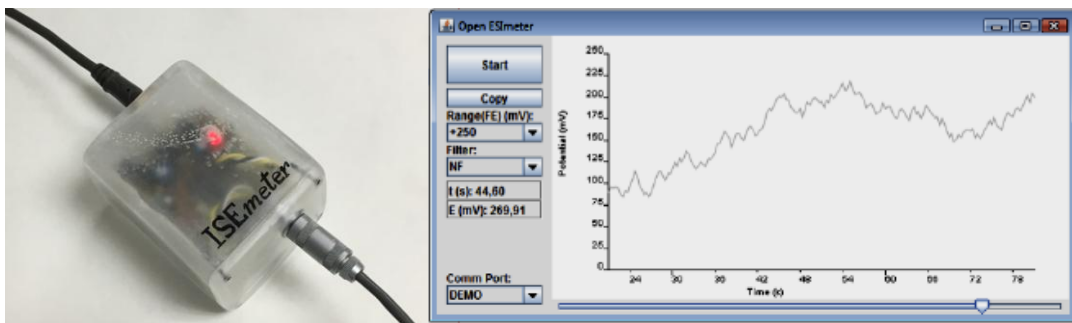 ISEmeter
Open ESImeter
Start
Copy
Range(FE) (mV):
+250
Filter:
NF
t (s): 44,60
E (mV): 269,91
Comm Port:
DEMO
Potential (mV)
250
225
200
175
150
125
100
75
50
25
0
24 30 36 42 48 54 60 66 72 78
Time (s)